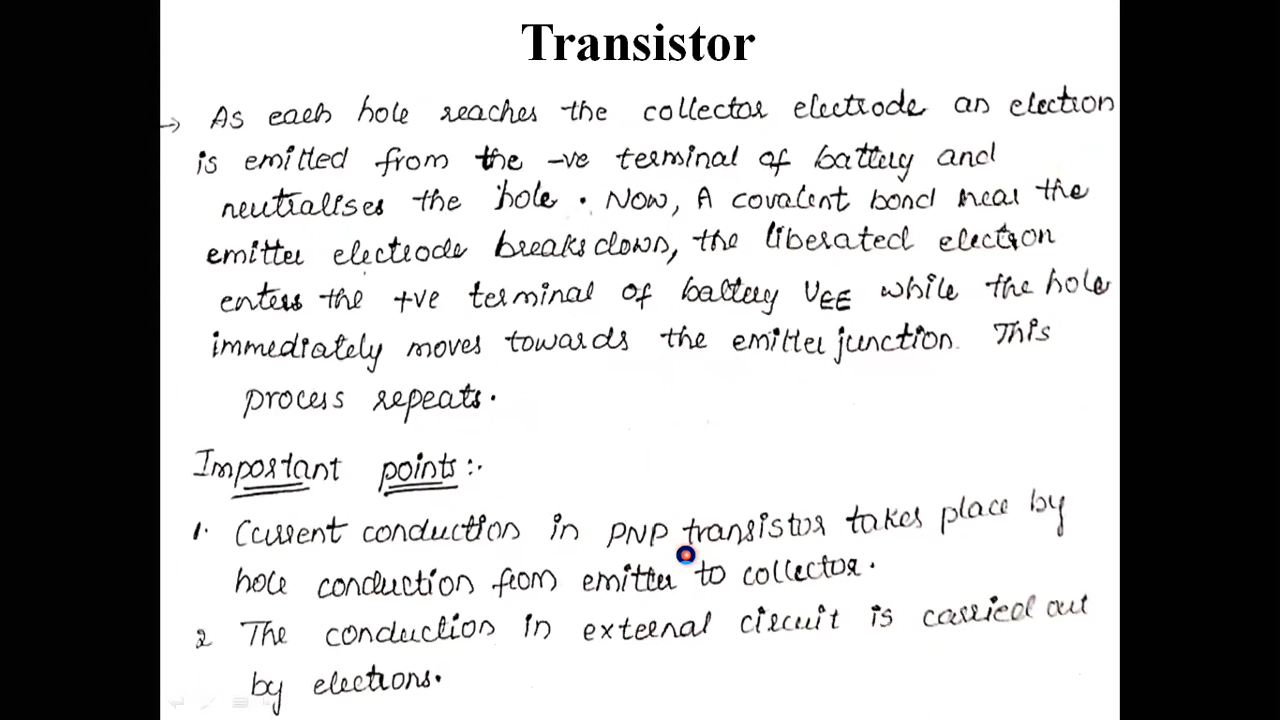 Transistor
→ As each hole reaches the collector electrode an election
is emitted from the -ve terminal of battery and
neutralises the hole. Now, A covalent bond near the
emitter electrode breaks down, the liberated electron
enters the +ve terminal of battery VEE while the hole
immediately moves towards the emitter junction. This
process repeats.
Important points:-
1. Current conduction in PNP transistor takes place by
hole conduction from emitter to collector.
2 The conduction in external circuit is carried out
by elections.